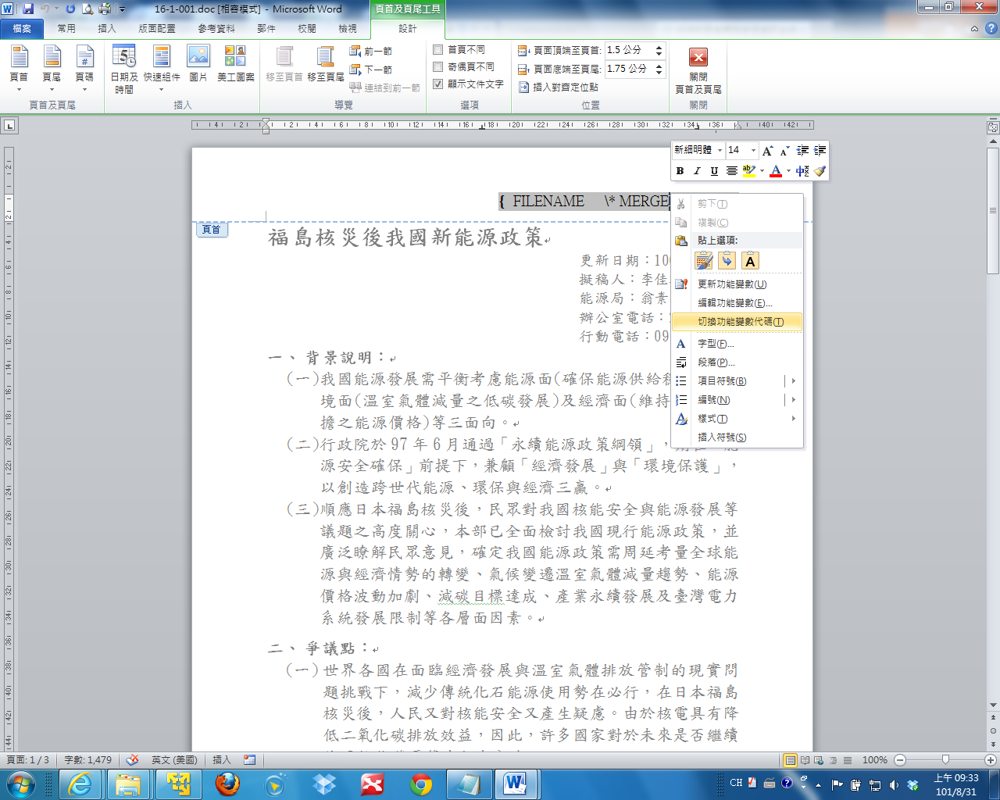 16-1-001.doc [相容模式] - Microsoft Word
頁首及頁尾工具
檔案 常用 插入 版面配置 參考資料 郵件 校閱 檢視 設計
頁首 頁尾 頁碼
頁首及頁尾
日期及時間 快速組件 圖片 美工圖案
插入
移至頁首 移至頁尾
前一節
下一節
連結到前一節
導覽
首頁不同
奇偶頁不同
顯示文件文字
選項
頁面頂端至頁首: 1.5 公分
頁面底端至頁尾: 1.75 公分
插入對齊定位點
位置
關閉
頁首及頁尾
關閉
新細明體 14
{ FILENAME \* MERGE
頁首
福島核災後我國新能源政策
更新日期：10
擬稿人：李佳
能源局：翁素
辦公室電話：
行動電話：09
剪下(T)
複製(C)
貼上選項:
更新功能變數(U)
編輯功能變數(E)...
切換功能變數代碼(T)
字型(F)...
段落(P)...
項目符號(B)
編號(N)
樣式(T)
插入符號(S)
一、背景說明：
(一)我國能源發展需平衡考慮能源面(確保能源供給
境面(溫室氣體減量之低碳發展)及經濟面(維持
擔之能源價格)等三面向。
(二)行政院於 97 年 6 月通過「永續能源政策綱領」，
源安全確保」前提下，兼顧「經濟發展」與「環境保護」，
以創造跨世代能源、環保與經濟三贏。
(三)順應日本福島核災後，民眾對我國核能安全與能源發展等
議題之高度關心，本部已全面檢討我國現行能源政策，並
廣泛瞭解民眾意見，確定我國能源政策需周延考量全球能
源與經濟情勢的轉變、氣候變遷溫室氣體減量趨勢、能源
價格波動加劇、減碳目標達成、產業永續發展及臺灣電力
系統發展限制等各層面因素。
二、爭議點：
(一)世界各國在面臨經濟發展與溫室氣體排放管制的現實問
題挑戰下，減少傳統化石能源使用勢在必行，在日本福島
核災後，人民又對核能安全又產生疑慮。由於核電具有降
低二氧化碳排放效益，因此，許多國家對於未來是否繼續
頁面: 1 / 3 字數: 1,479 英文 (美國) 插入 100%
CH
上午 09:33
101/8/31